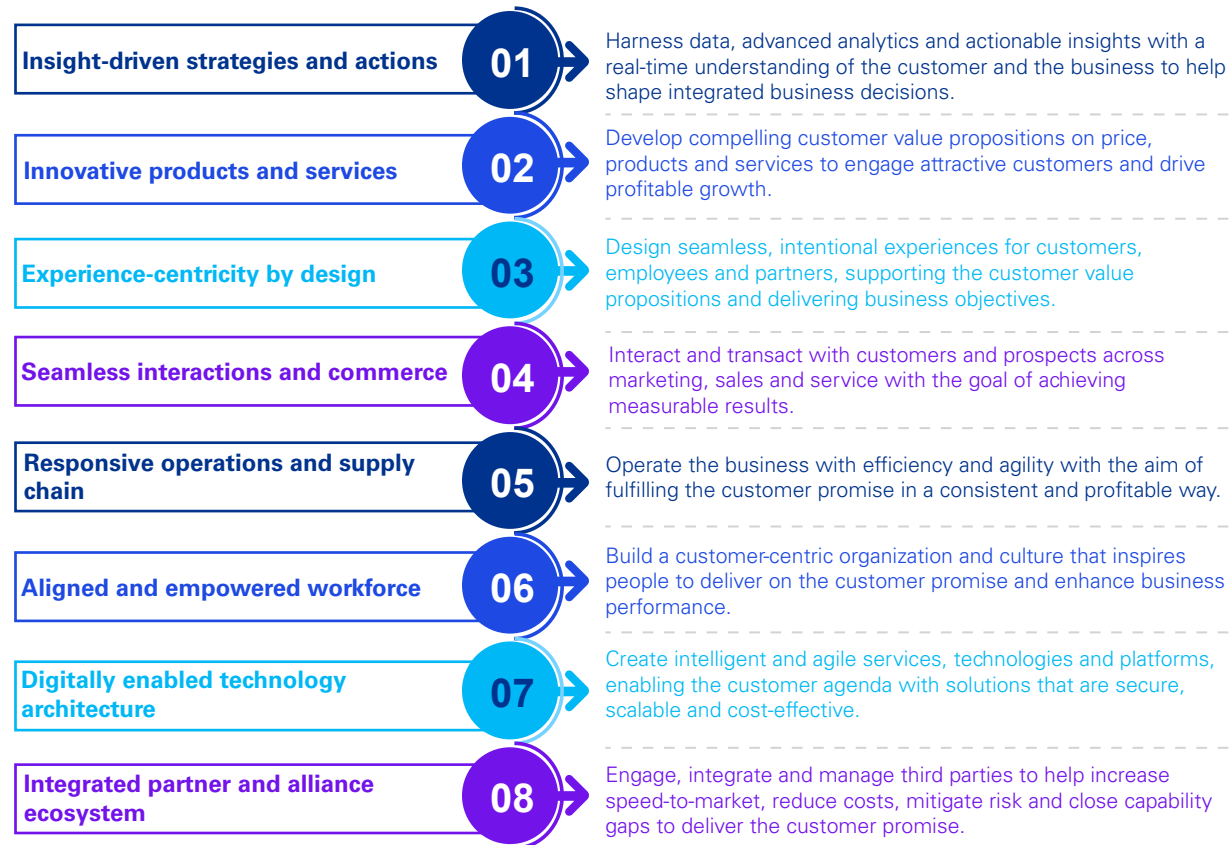 Insight-driven strategies and actions
01
Harness data, advanced analytics and actionable insights with a
real-time understanding of the customer and the business to help
shape integrated business decisions.
Innovative products and services
02
Develop compelling customer value propositions on price,
products and services to engage attractive customers and drive
profitable growth.
Experience-centricity by design
03
Design seamless, intentional experiences for customers,
employees and partners, supporting the customer value
propositions and delivering business objectives.
Seamless interactions and commerce
04
Interact and transact with customers and prospects across
marketing, sales and service with the goal of achieving
measurable results.
Responsive operations and supply
chain
05
Operate the business with efficiency and agility with the aim of
fulfilling the customer promise in a consistent and profitable way.
Aligned and empowered workforce
06
Build a customer-centric organization and culture that inspires
people to deliver on the customer promise and enhance business
performance.
Digitally enabled technology
architecture
07
Create intelligent and agile services, technologies and platforms,
enabling the customer agenda with solutions that are secure,
scalable and cost-effective.
Integrated partner and alliance
ecosystem
08
Engage, integrate and manage third parties to help increase
speed-to-market, reduce costs, mitigate risk and close capability
gaps to deliver the customer promise.